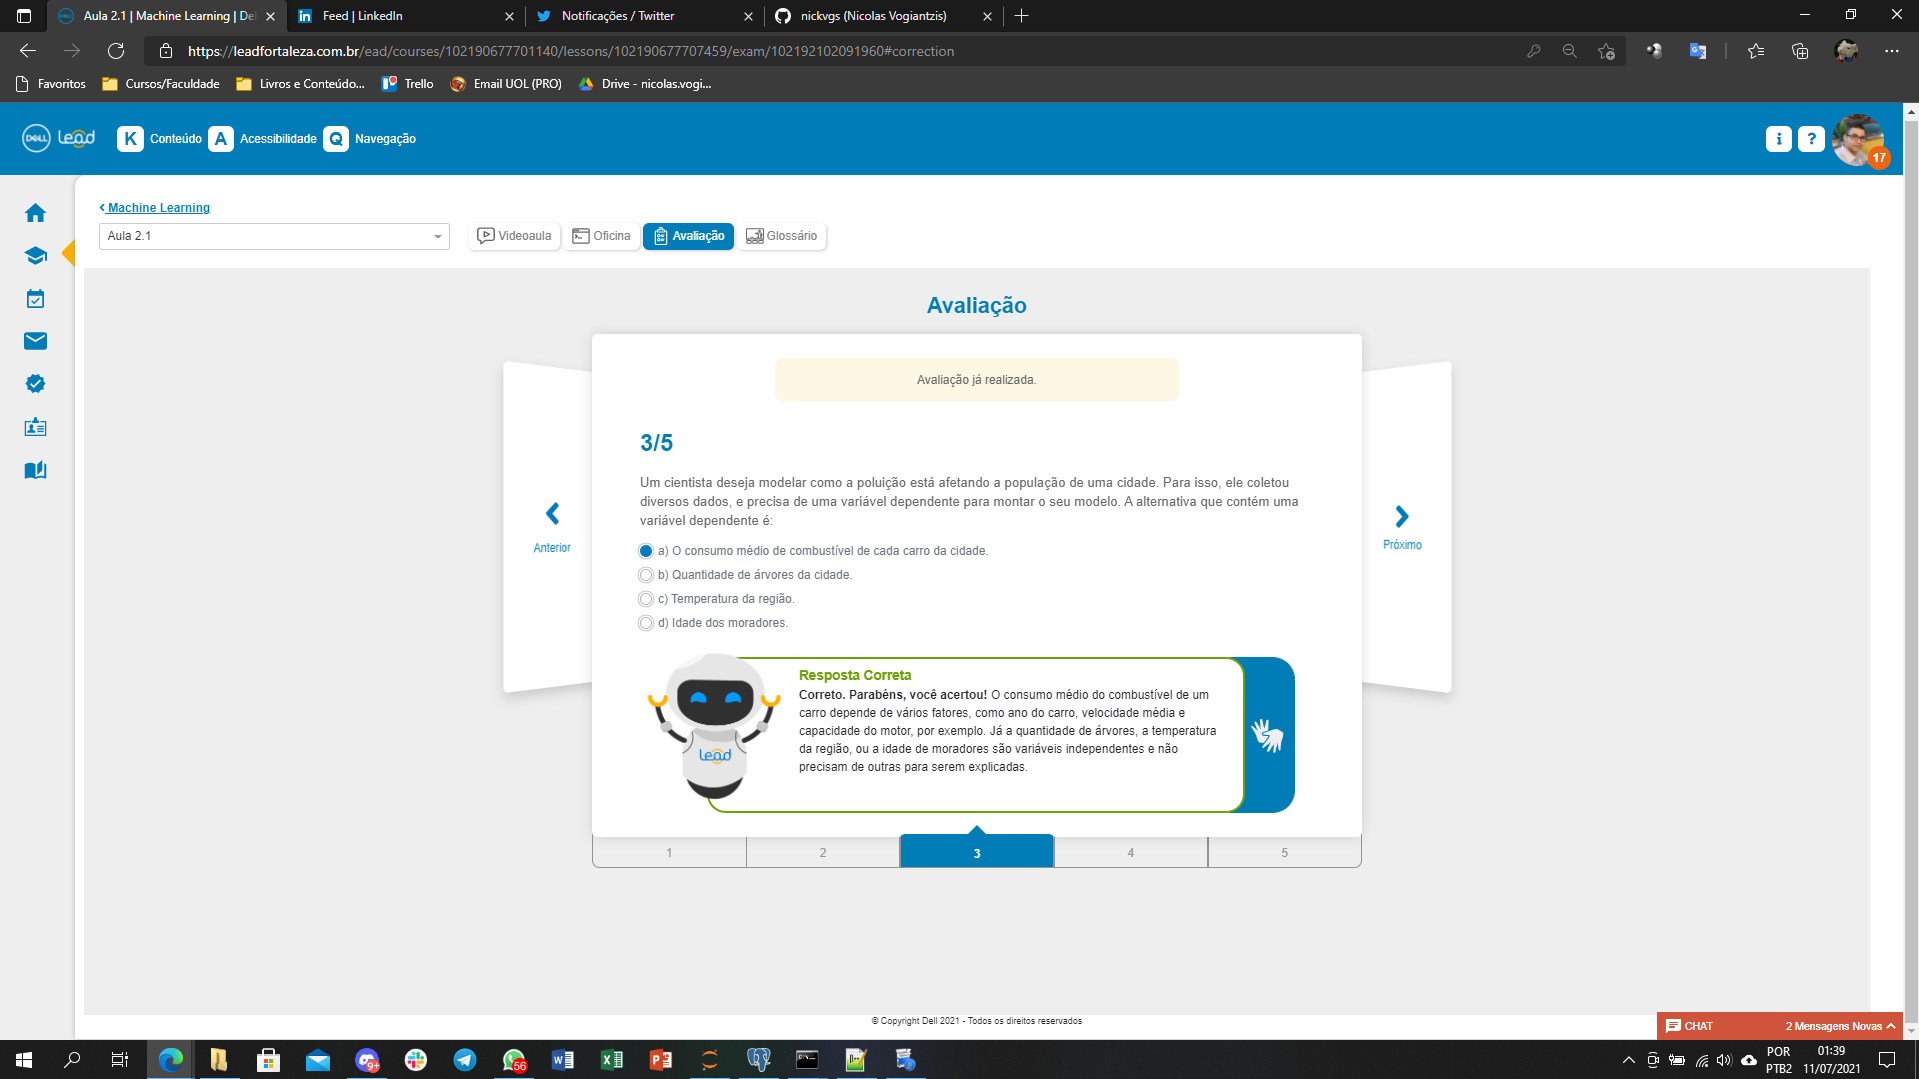 Aula 2.1 | Machine Learning | De
Feed | LinkedIn
Notificações / Twitter
nickvgs (Nicolas Vogiantzis)
https://leadfortaleza.com.br/ead/courses/102190677701140/lessons/102190677707459/exam/102192102091960#correction
Favoritos
Cursos/Faculdade
Livros e Conteúdo...
Trello
Email UOL (PRO)
Drive - nicolas.vogi...
DELL Lead
K Conteúdo
A Acessibilidade
Q Navegação
i
?
17
Machine Learning
Aula 2.1
Videoaula
Oficina
Avaliação
Glossário
Avaliação
Avaliação já realizada.
3/5
Um cientista deseja modelar como a poluição está afetando a população de uma cidade. Para isso, ele coletou
diversos dados, e precisa de uma variável dependente para montar o seu modelo. A alternativa que contém uma
variável dependente é:
Anterior
Próximo
a) O consumo médio de combustível de cada carro da cidade.
b) Quantidade de árvores da cidade.
c) Temperatura da região.
d) Idade dos moradores.
Lead
Resposta Correta
Correto. Parabéns, você acertou! O consumo médio do combustível de um
carro depende de vários fatores, como ano do carro, velocidade média e
capacidade do motor, por exemplo. Já a quantidade de árvores, a temperatura
da região, ou a idade de moradores são variáveis independentes e não
precisam de outras para serem explicadas.
1
2
3
4
5
© Copyright Dell 2021 - Todos os direitos reservados
CHAT
2 Mensagens Novas
9+
56
POR
PTB2
01:39
11/07/2021